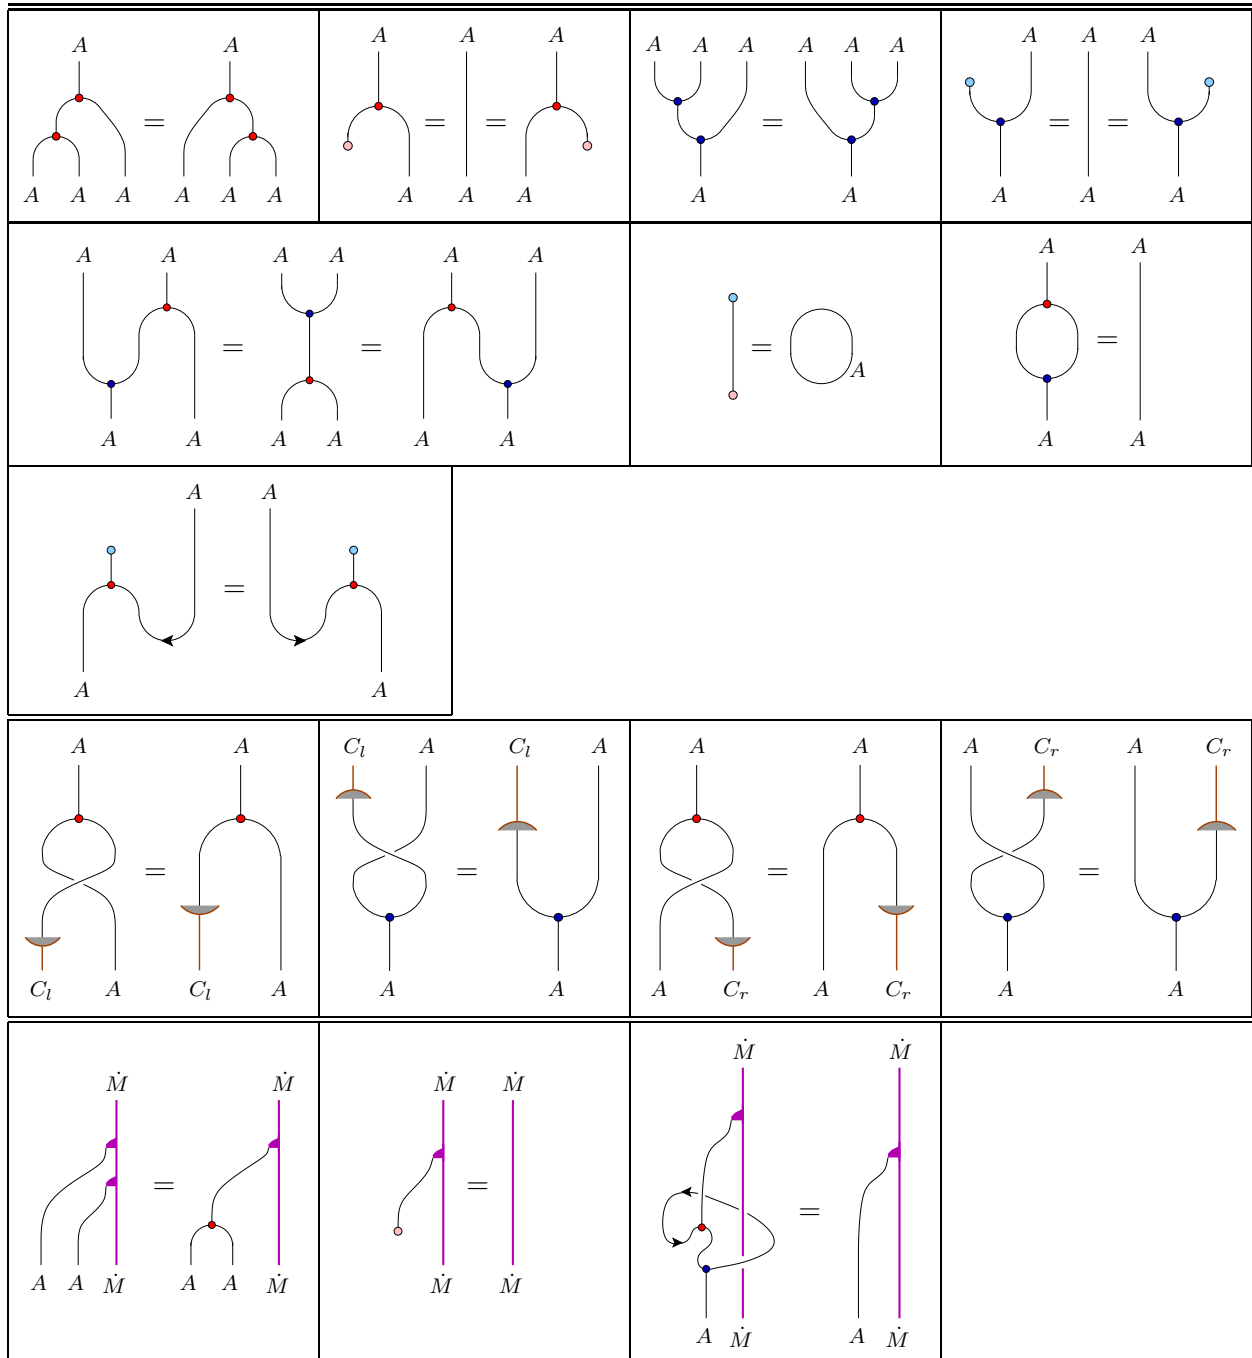 A A A A A A A A A A A A
= = = = = =
A A A A A A A A A A A A
A A A A A A A A
= = = A =
A A A A A A A A
A A
=
A A
A A C_l A C_l A A A A C_r A C_r
= = = =
C_l A C_l A A A A C_r A C_r A A
Ṁ Ṁ Ṁ Ṁ Ṁ Ṁ
= = =
A A Ṁ A A Ṁ Ṁ Ṁ A Ṁ A Ṁ